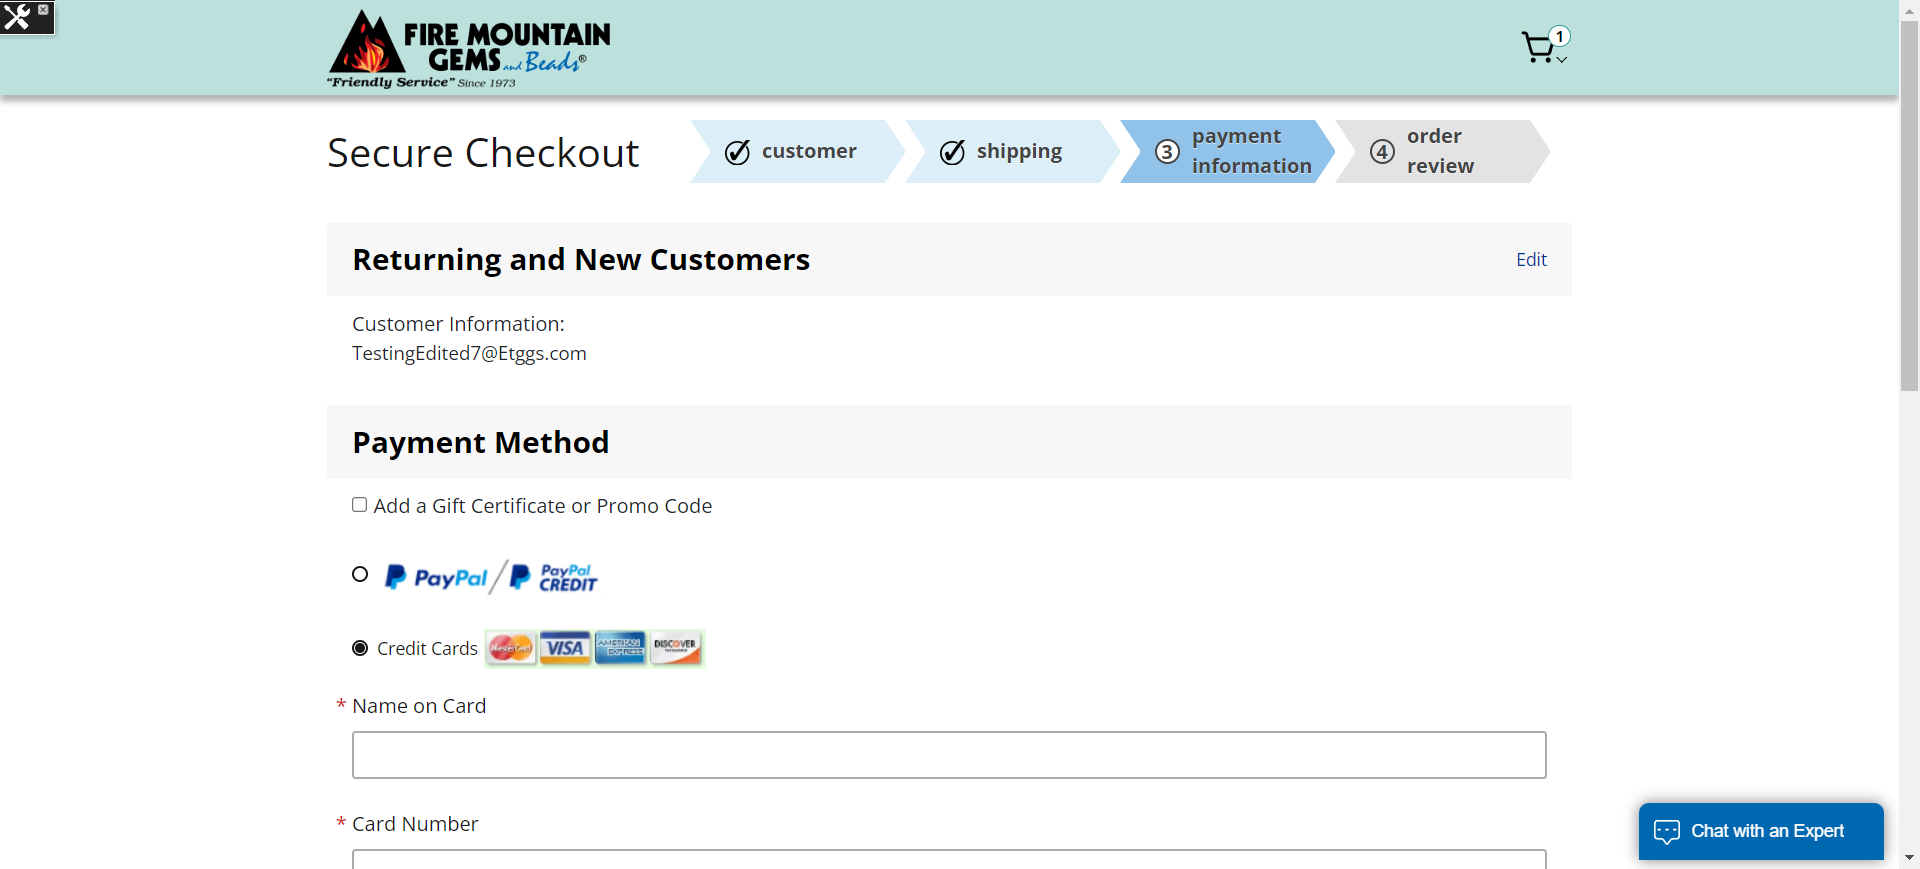 FIRE MOUNTAIN
GEMS and Beads®
"Friendly Service" Since 1973
1
Secure Checkout
customer
shipping
3 payment
information
4 order
review
Returning and New Customers
Edit
Customer Information:
TestingEdited7@Etggs.com
Payment Method
Add a Gift Certificate or Promo Code
PayPal / PayPal
CREDIT
Credit Cards MasterCard VISA AMERICAN EXPRESS DISCOVER
* Name on Card
* Card Number
Chat with an Expert